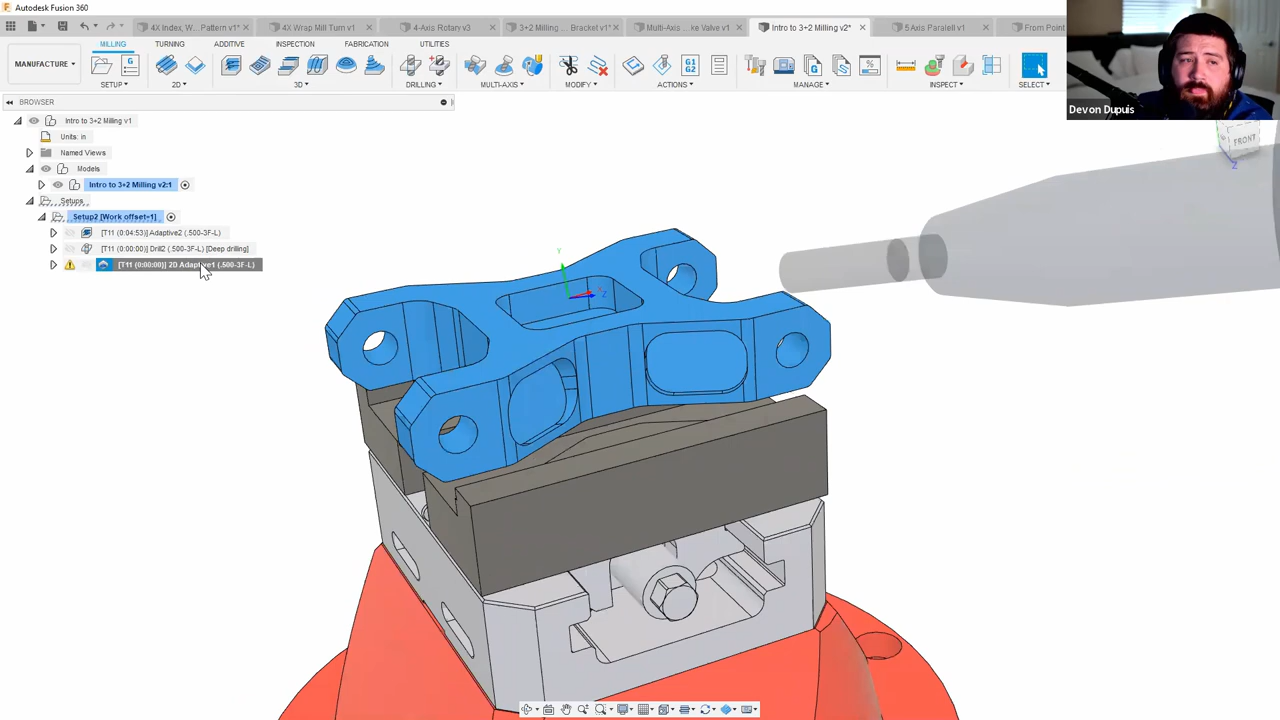 Autodesk Fusion 360
4X Index, W...Pattern v1*
4X Wrap Mill Turn v1
4-Axis Rotary v3
3+2 Milling ... Bracket v1*
Multi-Axis ...ke Valve v1
Intro to 3+2 Milling v2*
5 Axis Paralell v1
From Point
MILLING
TURNING
ADDITIVE
INSPECTION
FABRICATION
UTILITIES
MANUFACTURE
G1
G2
SETUP
2D
3D
DRILLING
MULTI-AXIS
MODIFY
ACTIONS
MANAGE
INSPECT
SELECT
Devon Dupuis
BROWSER
Intro to 3+2 Milling v1
Units: in
Named Views
Models
Intro to 3+2 Milling v2:1
Setups
Setup2 [Work offset=1]
[T11 (0:04:53)] Adaptive2 (.500-3F-L)
[T11 (0:00:00)] Drill2 (.500-3F-L) [Deep drilling]
[T11 (0:00:00)] 2D Adaptive1 (.500-3F-L)
FRONT
Z
Y
Z